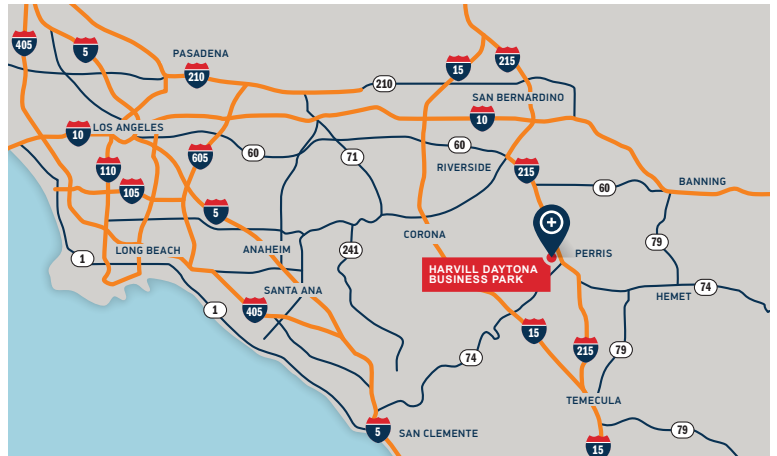 405
5
PASADENA
210
15
215
210
SAN BERNARDINO
10
10
LOS ANGELES
60
71
60
RIVERSIDE
215
110
605
105
5
60
BANNING
CORONA
79
1
LONG BEACH
ANAHEIM
241
PERRIS
HARVILL DAYTONA
BUSINESS PARK
SANTA ANA
HEMET
74
1
405
15
215
79
74
TEMECULA
5
SAN CLEMENTE
79
15